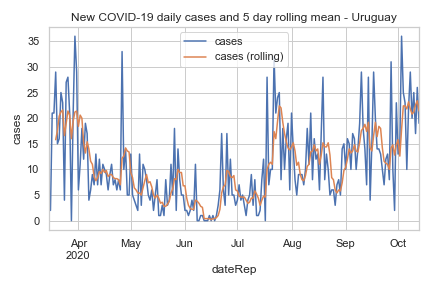 New COVID-19 daily cases and 5 day rolling mean - Uruguay
cases
cases (rolling)
cases
35
30
25
20
15
10
5
0
Apr
2020
May
Jun
Jul
Aug
Sep
Oct
dateRep